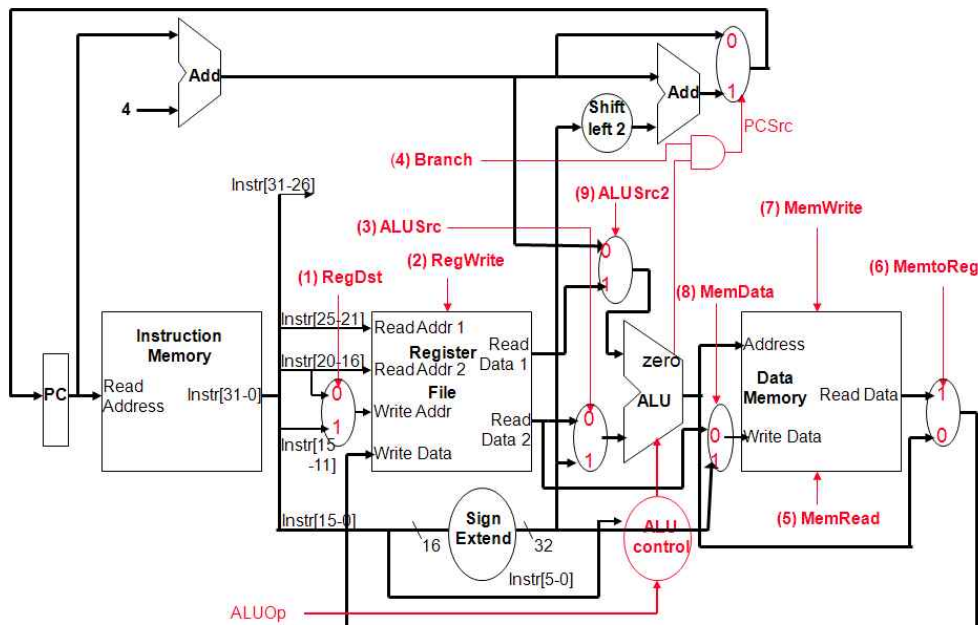 0
Add
Add
4
Shift
left 2
1
PCSrc
(4) Branch
Instr[31-26]
(9) ALUSrc2
(7) MemWrite
(3) ALUSrc
0
(2) RegWrite
(6) MemtoReg
(1) RegDst
1
(8) MemData
Instruction
Memory
Instr[25-21]
Read Addr 1
Register
File
Read
Data 1
Instr[20-16]
Read Addr 2
zero
ALU
Address
Data
Memory
Read Data
1
PC
Read
Address
Instr[31-0]
0
1
Write Addr
Read
Data 2
0
1
0
1
Write Data
0
Instr[15
-11]
Write Data
Instr[15-0]
Sign
Extend
16
32
ALU
control
(5) MemRead
Instr[5-0]
ALUOp